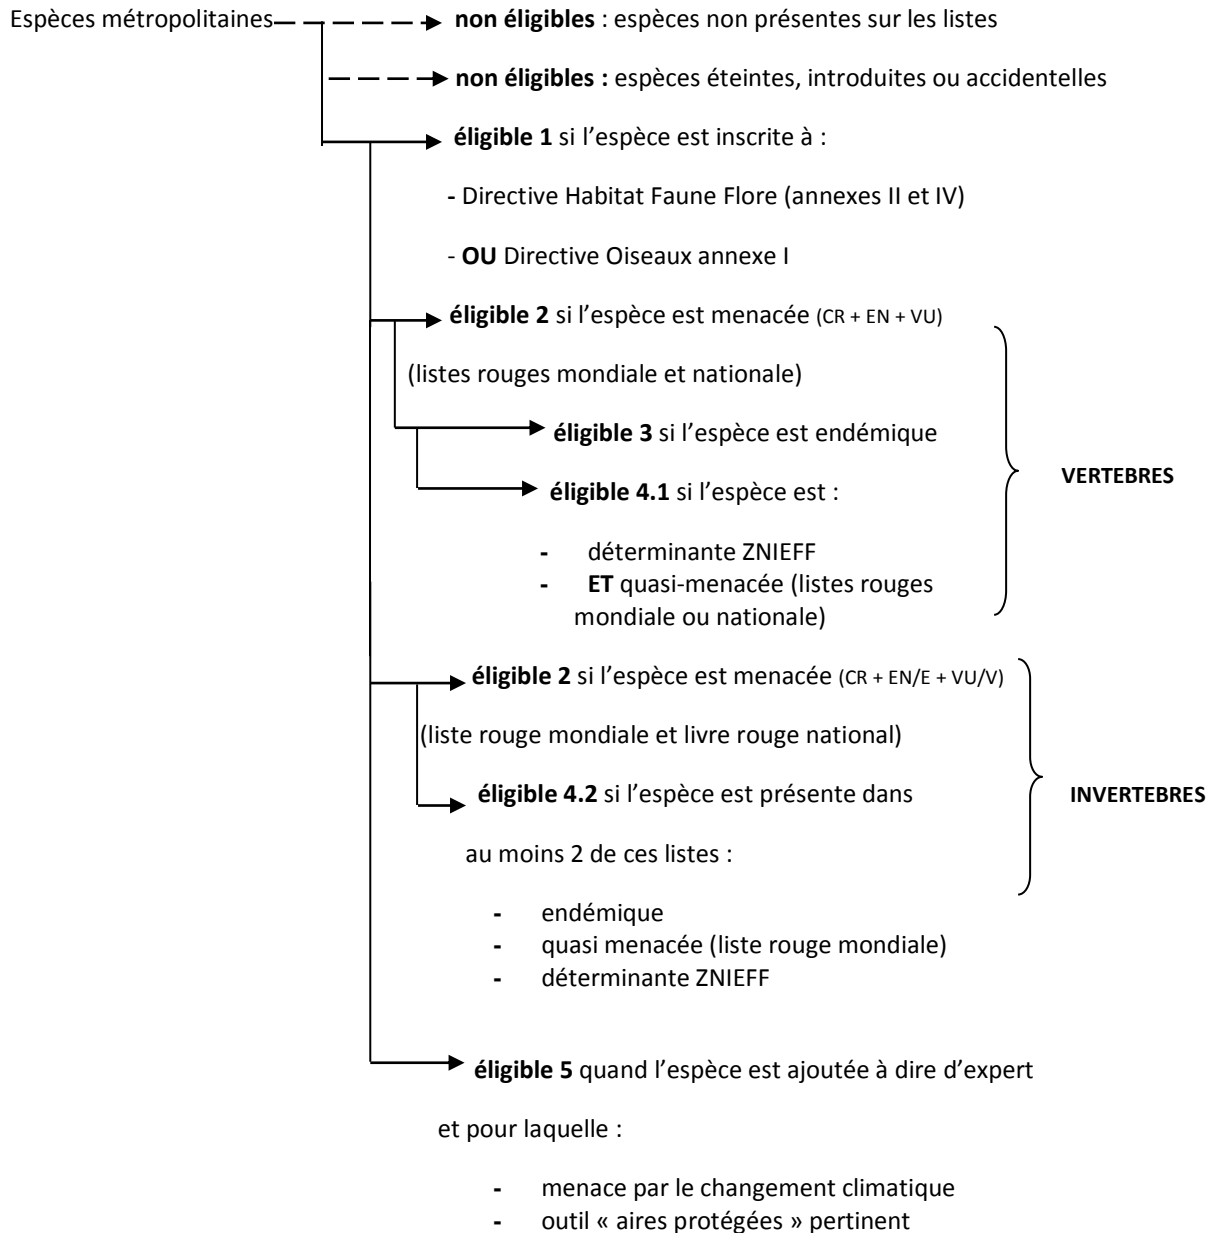 Espèces métropolitaines
non éligibles : espèces non présentes sur les listes
non éligibles : espèces éteintes, introduites ou accidentelles
éligible 1 si l’espèce est inscrite à :
- Directive Habitat Faune Flore (annexes II et IV)
- OU Directive Oiseaux annexe I
éligible 2 si l’espèce est menacée (CR + EN + VU)
(listes rouges mondiale et nationale)
éligible 3 si l’espèce est endémique
éligible 4.1 si l’espèce est :
- déterminante ZNIEFF
- ET quasi-menacée (listes rouges
mondiale ou nationale)
VERTEBRES
éligible 2 si l’espèce est menacée (CR + EN/E + VU/V)
(liste rouge mondiale et livre rouge national)
éligible 4.2 si l’espèce est présente dans
au moins 2 de ces listes :
- endémique
- quasi menacée (liste rouge mondiale)
- déterminante ZNIEFF
INVERTEBRES
éligible 5 quand l’espèce est ajoutée à dire d’expert
et pour laquelle :
- menace par le changement climatique
- outil « aires protégées » pertinent